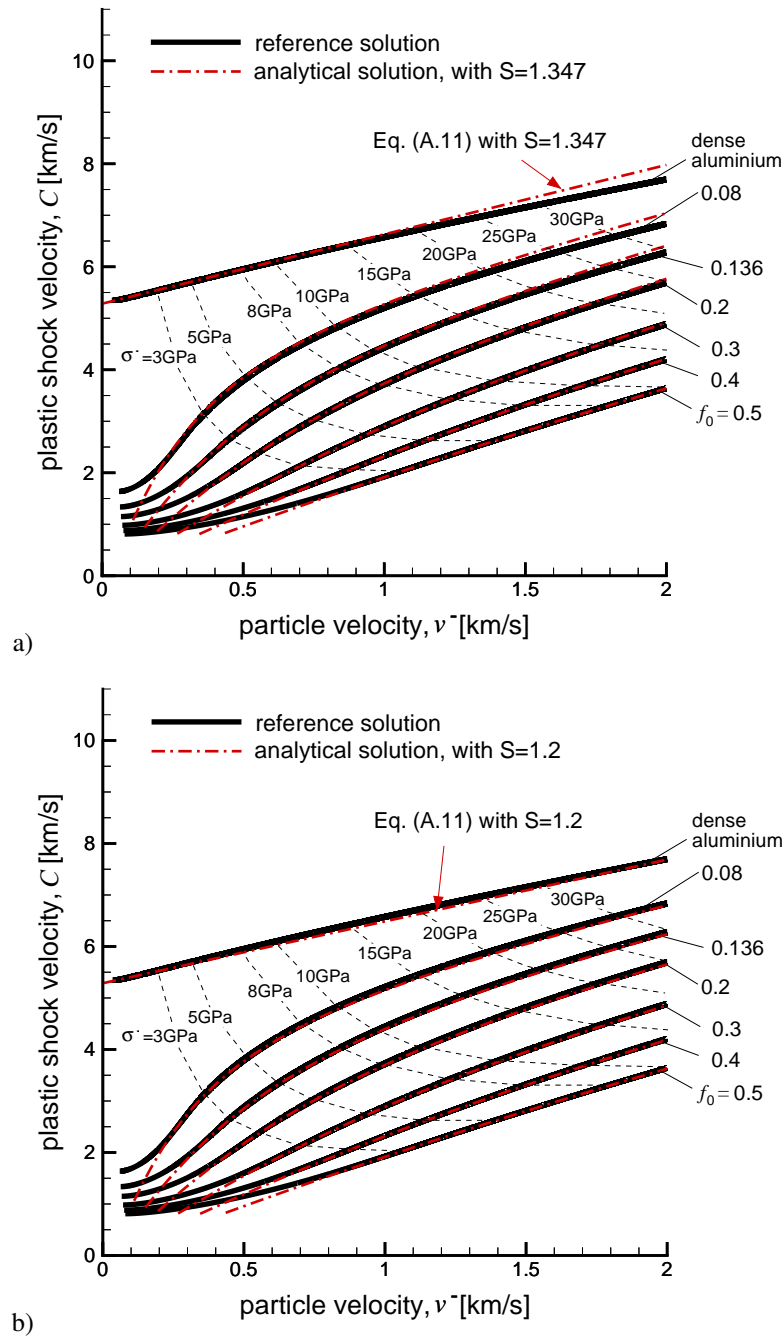 10
8
6
4
2
0
plastic shock velocity, C [km/s]
reference solution
analytical solution, with S=1.347
Eq. (A.11) with S=1.347
dense
aluminium
0.08
0.136
0.2
0.3
0.4
f₀ = 0.5
30GPa
25GPa
20GPa
15GPa
10GPa
8GPa
5GPa
σ⁻=3GPa
0 0.5 1 1.5 2
particle velocity, v⁻ [km/s]
a)
10
8
6
4
2
0
plastic shock velocity, C [km/s]
reference solution
analytical solution, with S=1.2
Eq. (A.11) with S=1.2
dense
aluminium
0.08
0.136
0.2
0.3
0.4
f₀ = 0.5
30GPa
25GPa
20GPa
15GPa
10GPa
8GPa
5GPa
σ⁻=3GPa
0 0.5 1 1.5 2
particle velocity, v⁻ [km/s]
b)